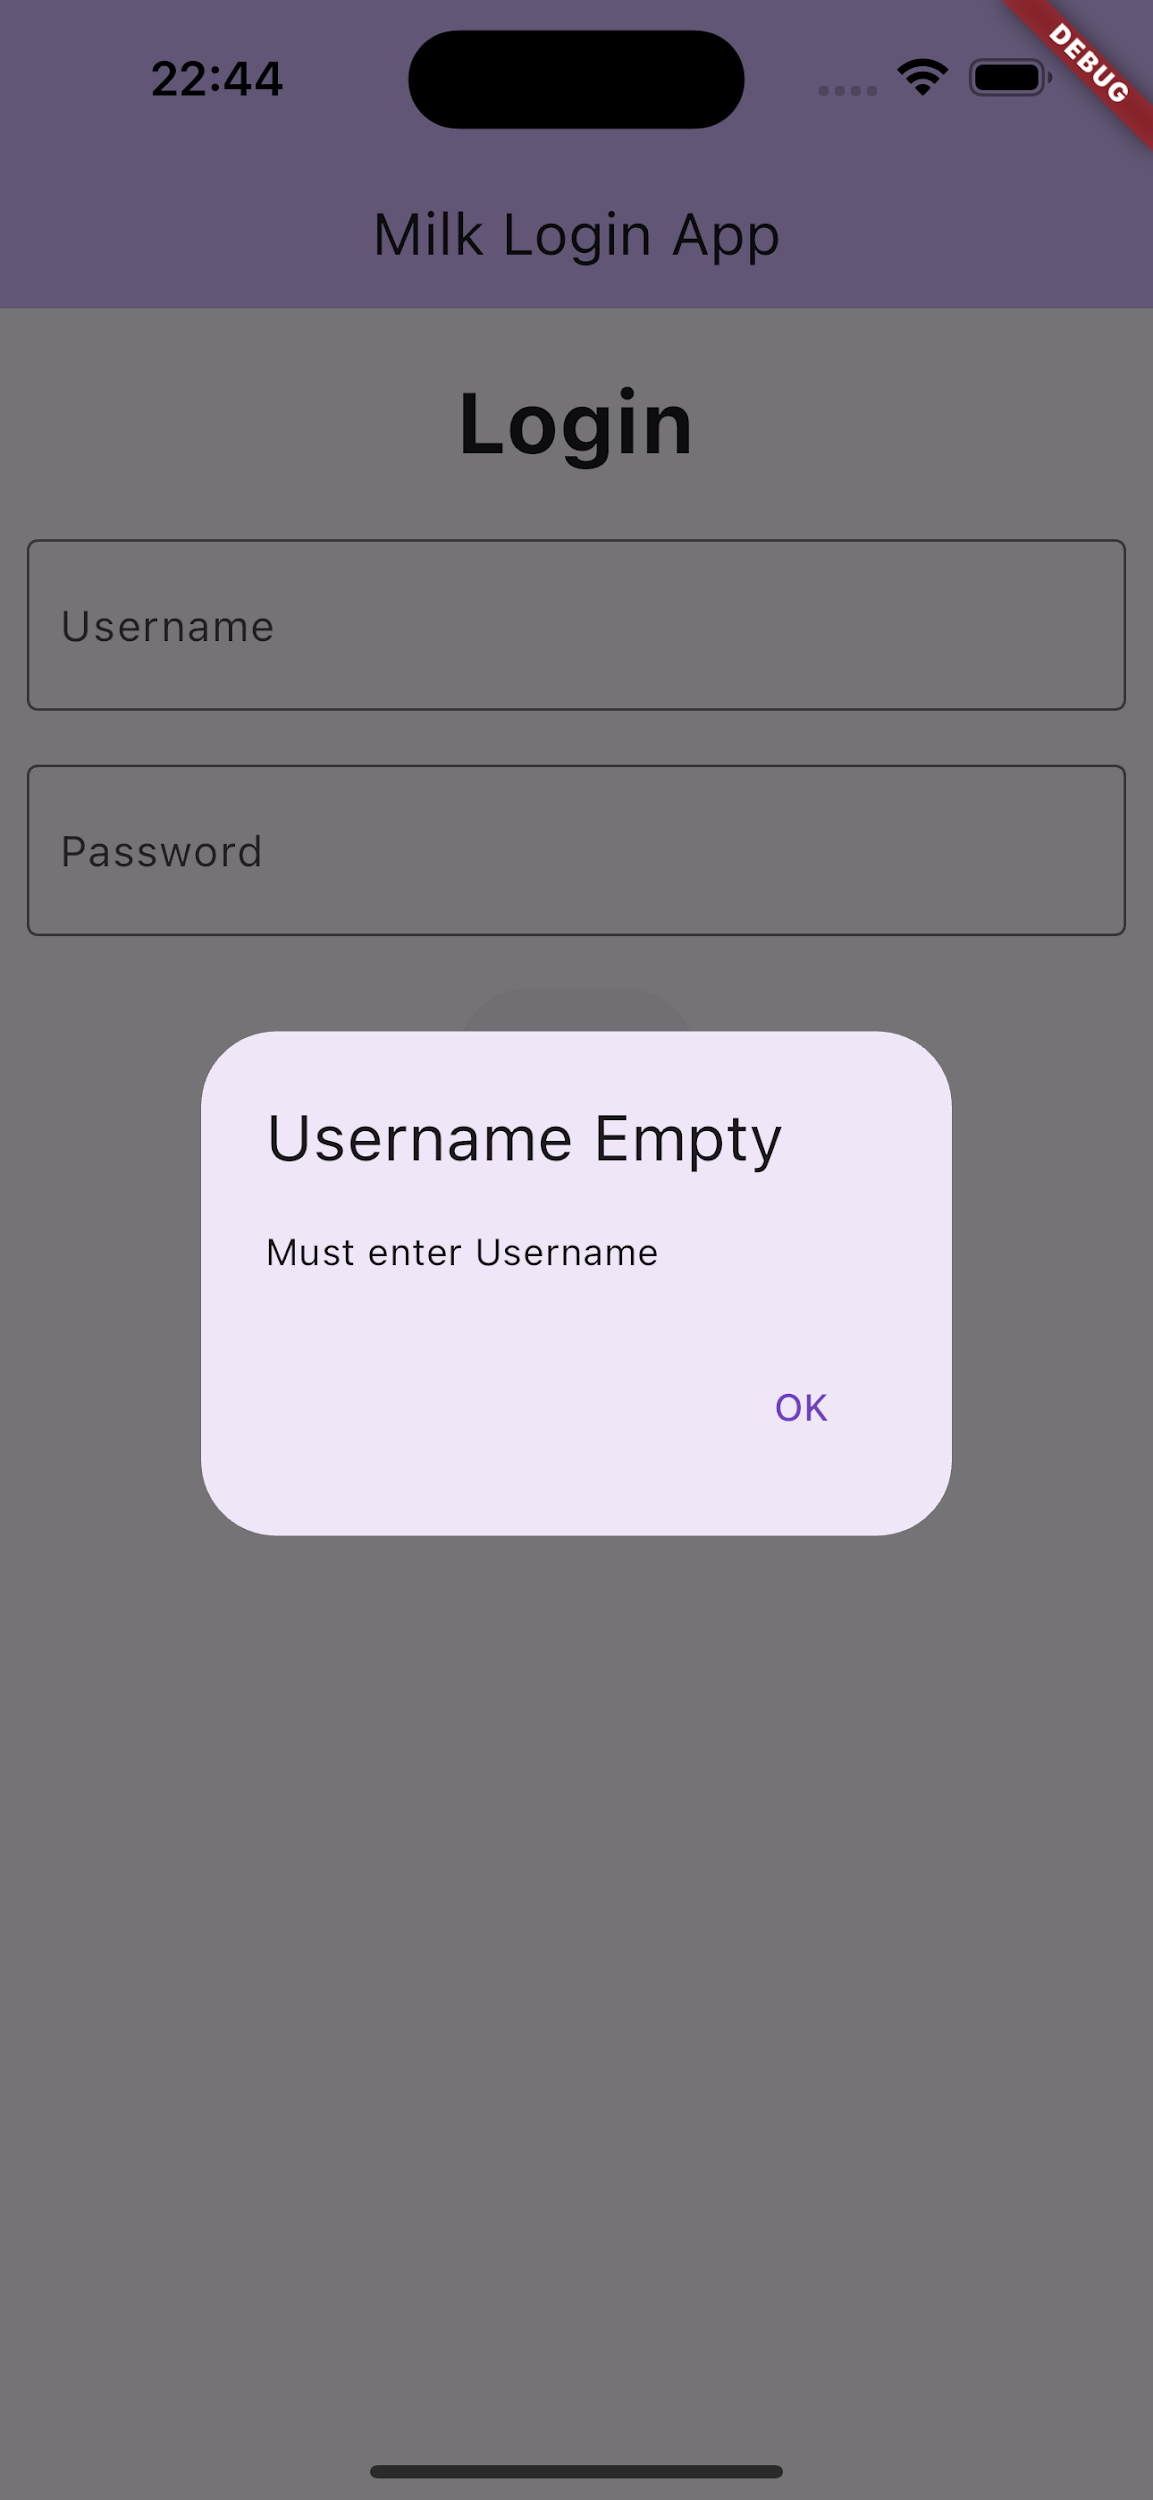 22:44
DEBUG
Milk Login App
Login
Username
Password
Username Empty
Must enter Username
OK